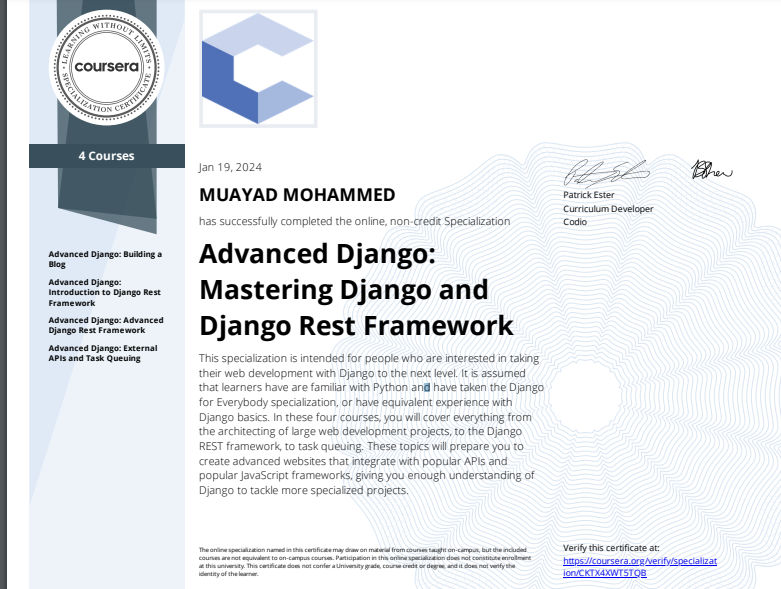 LEARNING WITHOUT LIMITS
coursera
SPECIALIZATION CERTIFICATE
4 Courses
Advanced Django: Building a
Blog
Advanced Django:
Introduction to Django Rest
Framework
Advanced Django: Advanced
Django Rest Framework
Advanced Django: External
APIs and Task Queuing
Jan 19, 2024
MUAYAD MOHAMMED
has successfully completed the online, non-credit Specialization
Advanced Django:
Mastering Django and
Django Rest Framework
This specialization is intended for people who are interested in taking
their web development with Django to the next level. It is assumed
that learners have are familiar with Python and have taken the Django
for Everybody specialization, or have equivalent experience with
Django basics. In these four courses, you will cover everything from
the architecting of large web development projects, to the Django
REST framework, to task queuing. These topics will prepare you to
create advanced websites that integrate with popular APIs and
popular JavaScript frameworks, giving you enough understanding of
Django to tackle more specialized projects.
Patrick Ester
Curriculum Developer
Codio
The online specialization named in this certificate may draw on material from courses taught on-campus, but the included
courses are not equivalent to on-campus courses. Participation in this online specialization does not constitute enrollment
at this university. This certificate does not confer a University grade, course credit or degree, and it does not verify the
identity of the learner.
Verify this certificate at:
https://coursera.org/verify/specializat
ion/CKTX4XWT5TQB